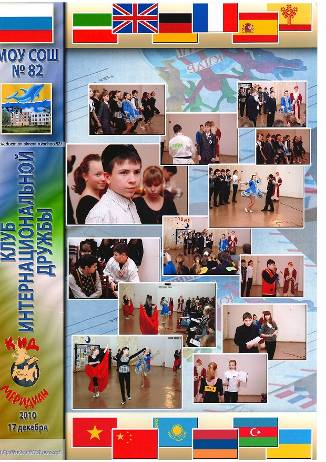 МОУ СОШ
№ 82
КЛУБ
ИНТЕРНАЦИОНАЛЬНОЙ
ДРУЖБЫ
КИД
МЕРИДИАН
2010
17 декабря